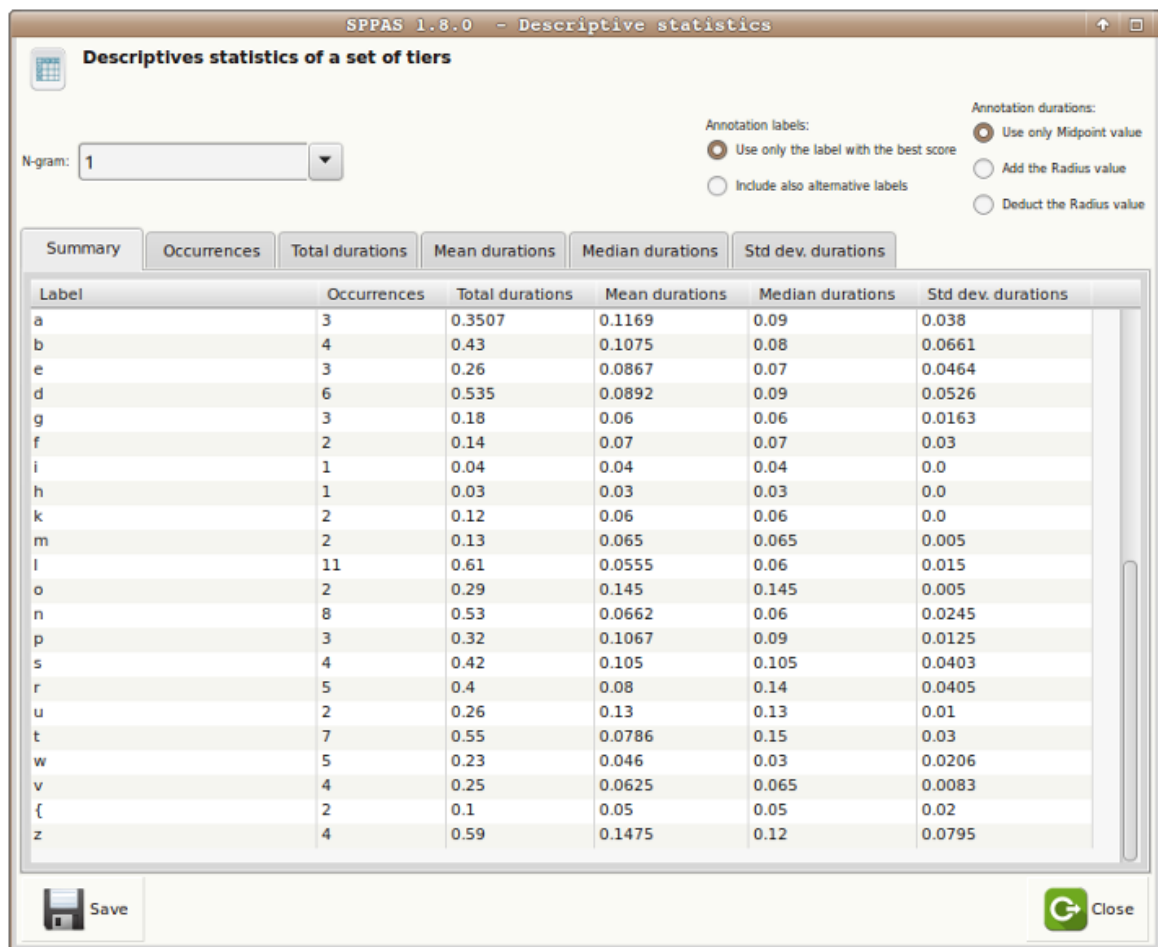 SPPAS 1.8.0 - Descriptive statistics
Descriptives statistics of a set of tiers
N-gram: 1
Annotation labels:
Use only the label with the best score
Include also alternative labels
Annotation durations:
Use only Midpoint value
Add the Radius value
Deduct the Radius value
Summary Occurrences Total durations Mean durations Median durations Std dev. durations
Label Occurrences Total durations Mean durations Median durations Std dev. durations
a 3 0.3507 0.1169 0.09 0.038
b 4 0.43 0.1075 0.08 0.0661
e 3 0.26 0.0867 0.07 0.0464
d 6 0.535 0.0892 0.09 0.0526
g 3 0.18 0.06 0.06 0.0163
f 2 0.14 0.07 0.07 0.03
i 1 0.04 0.04 0.04 0.0
h 1 0.03 0.03 0.03 0.0
k 2 0.12 0.06 0.06 0.0
m 2 0.13 0.065 0.065 0.005
l 11 0.61 0.0555 0.06 0.015
o 2 0.29 0.145 0.145 0.005
n 8 0.53 0.0662 0.06 0.0245
p 3 0.32 0.1067 0.09 0.0125
s 4 0.42 0.105 0.105 0.0403
r 5 0.4 0.08 0.14 0.0405
u 2 0.26 0.13 0.13 0.01
t 7 0.55 0.0786 0.15 0.03
w 5 0.23 0.046 0.03 0.0206
v 4 0.25 0.0625 0.065 0.0083
{ 2 0.1 0.05 0.05 0.02
z 4 0.59 0.1475 0.12 0.0795
Save
Close